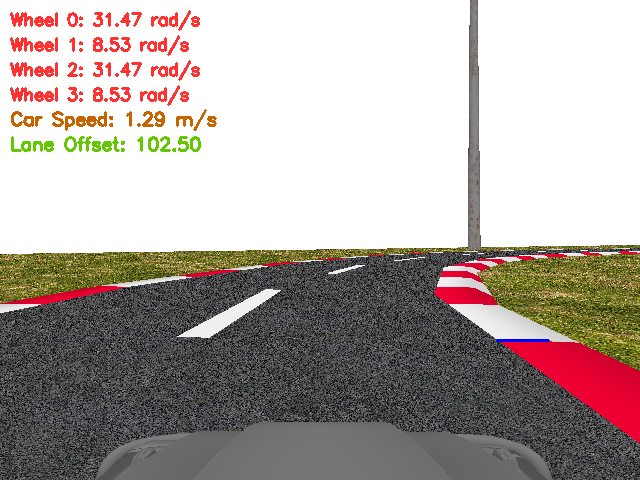 Wheel 0: 31.47 rad/s
Wheel 1: 8.53 rad/s
Wheel 2: 31.47 rad/s
Wheel 3: 8.53 rad/s
Car Speed: 1.29 m/s
Lane Offset: 102.50